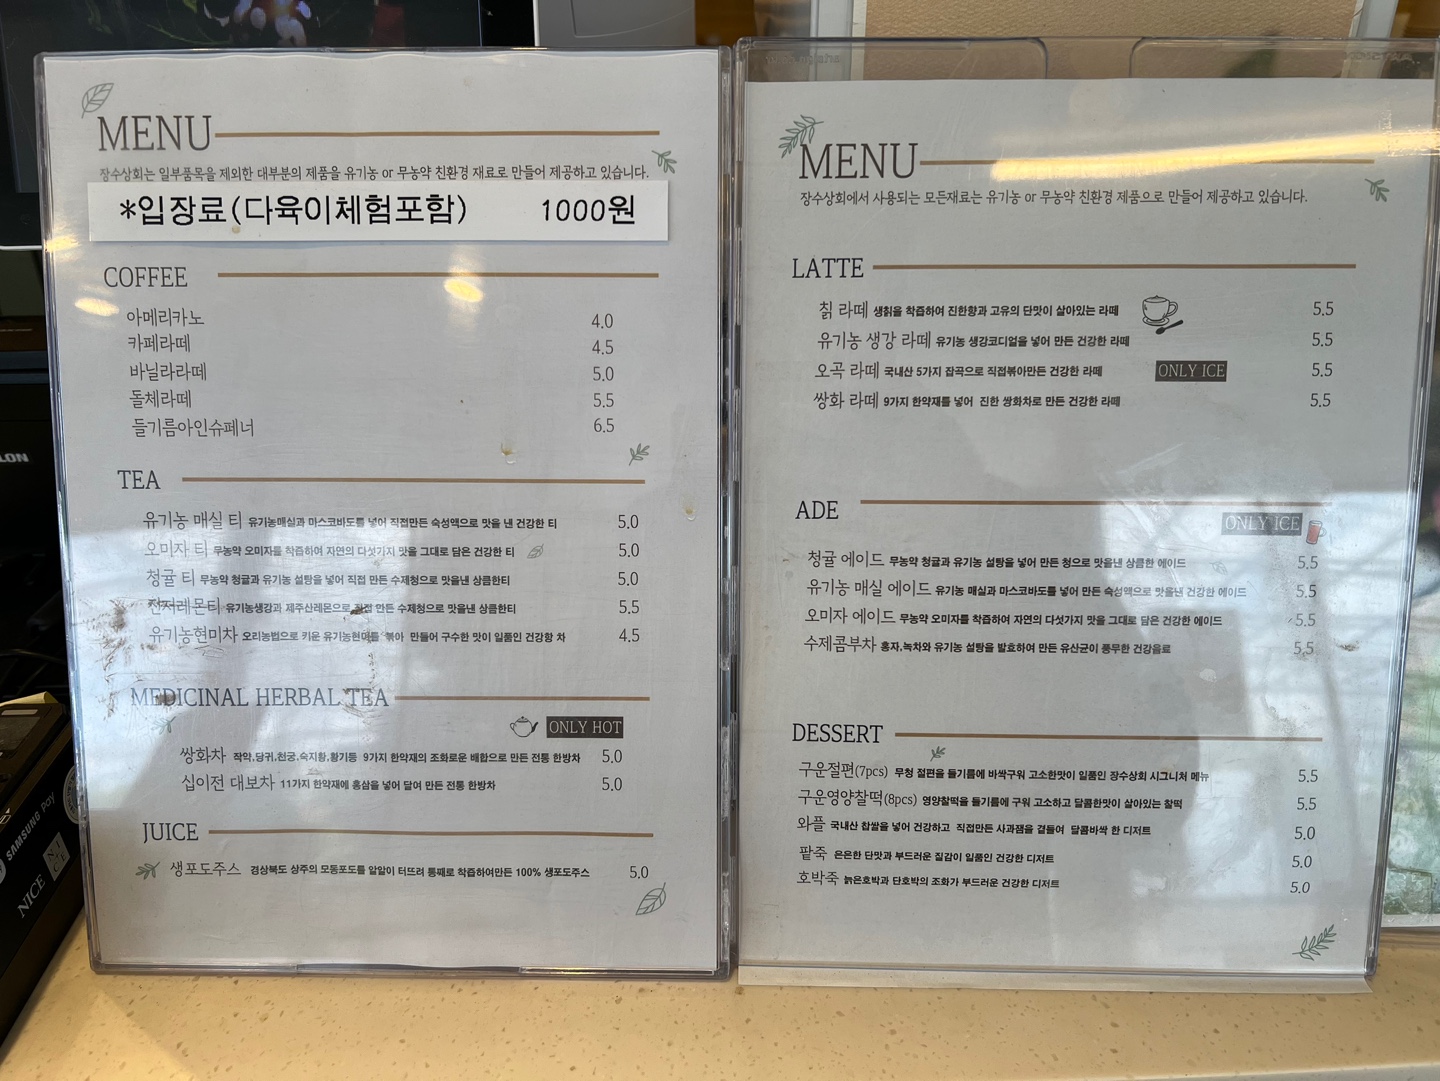 MENU
장수상회는 일부품목을 제외한 대부분의 제품을 유기농 or 무농약 친환경 재료로 만들어 제공하고 있습니다.
*입장료(다육이체험포함) 1000원
COFFEE
아메리카노 4.0
카페라떼 4.5
바닐라라떼 5.0
돌체라떼 5.5
들기름아인슈페너 6.5
TEA
유기농 매실 티 유기농매실과 마스코바도를 넣어 직접만든 숙성액으로 맛을 낸 건강한 티 5.0
오미자 티 무농약 오미자를 착즙하여 자연의 다섯가지 맛을 그대로 담은 건강한 티 5.0
청귤 티 무농약 청귤과 유기농 설탕을 넣어 직접 만든 수제청으로 맛을낸 상큼한티 5.0
진저레몬티 유기농생강과 제주산레몬으로 직접 만든 수제청으로 맛을낸 상큼한티 5.5
유기농현미차 오리농법으로 키운 유기농현미를 볶아 만들어 구수한 맛이 일품인 건강항 차 4.5
MEDICINAL HERBAL TEA
ONLY HOT
쌍화차 작약,당귀,천궁,숙지황,황기등 9가지 한약재의 조화로운 배합으로 만든 전통 한방차 5.0
십이전 대보차 11가지 한약재에 홍삼을 넣어 달여 만든 전통 한방차 5.0
JUICE
생포도주스 경상북도 상주의 모동포도를 알알이 터뜨려 통째로 착즙하여만든 100% 생포도주스 5.0
MENU
장수상회에서 사용되는 모든재료는 유기농 or 무농약 친환경 제품으로 만들어 제공하고 있습니다.
LATTE
칡 라떼 생칡을 착즙하여 진한향과 고유의 단맛이 살아있는 라떼 5.5
유기농 생강 라떼 유기농 생강코디얼을 넣어 만든 건강한 라떼 5.5
오곡 라떼 국내산 5가지 잡곡으로 직접볶아만든 건강한 라떼 ONLY ICE 5.5
쌍화 라떼 9가지 한약재를 넣어 진한 쌍화차로 만든 건강한 라떼 5.5
ADE
ONLY ICE
청귤 에이드 무농약 청귤과 유기농 설탕을 넣어 만든 청으로 맛을낸 상큼한 에이드 5.5
유기농 매실 에이드 유기농 매실과 마스코바도를 넣어 만든 숙성액으로 맛을낸 건강한 에이드 5.5
오미자 에이드 무농약 오미자를 착즙하여 자연의 다섯가지 맛을 그대로 담은 건강한 에이드 5.5
수제콤부차 홍차,녹차와 유기농 설탕을 발효하여 만든 유산균이 풍무한 건강음료 5.5
DESSERT
구운절편(7pcs) 무청 절편을 들기름에 바싹구워 고소한맛이 일품인 장수상회 시그니처 메뉴 5.5
구운영양찰떡(8pcs) 영양찰떡을 들기름에 구워 고소하고 달콤한맛이 살아있는 찰떡 5.5
와플 국내산 찹쌀을 넣어 건강하고 직접만든 사과잼을 곁들여 달콤바싹 한 디저트 5.0
팥죽 은은한 단맛과 부드러운 질감이 일품인 건강한 디저트 5.0
호박죽 늙은호박과 단호박의 조화가 부드러운 건강한 디저트 5.0
SAMSUNG pay
NICE